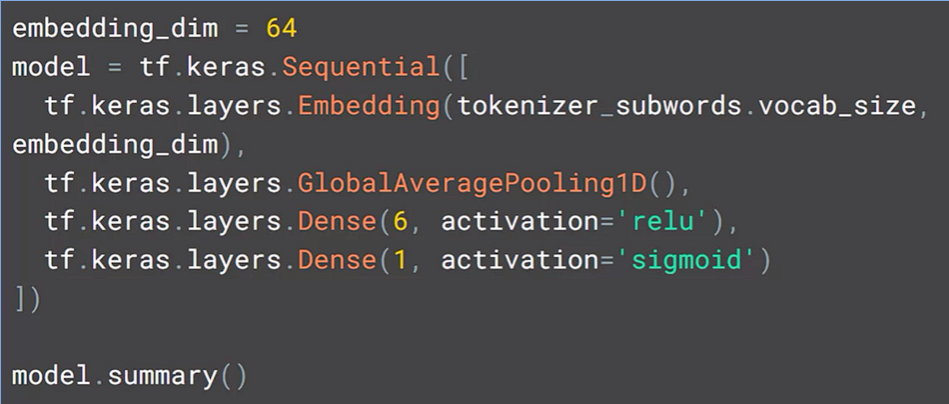 embedding_dim = 64
model = tf.keras.Sequential([
  tf.keras.layers.Embedding(tokenizer_subwords.vocab_size,
embedding_dim),
  tf.keras.layers.GlobalAveragePooling1D(),
  tf.keras.layers.Dense(6, activation='relu'),
  tf.keras.layers.Dense(1, activation='sigmoid')
])

model.summary()